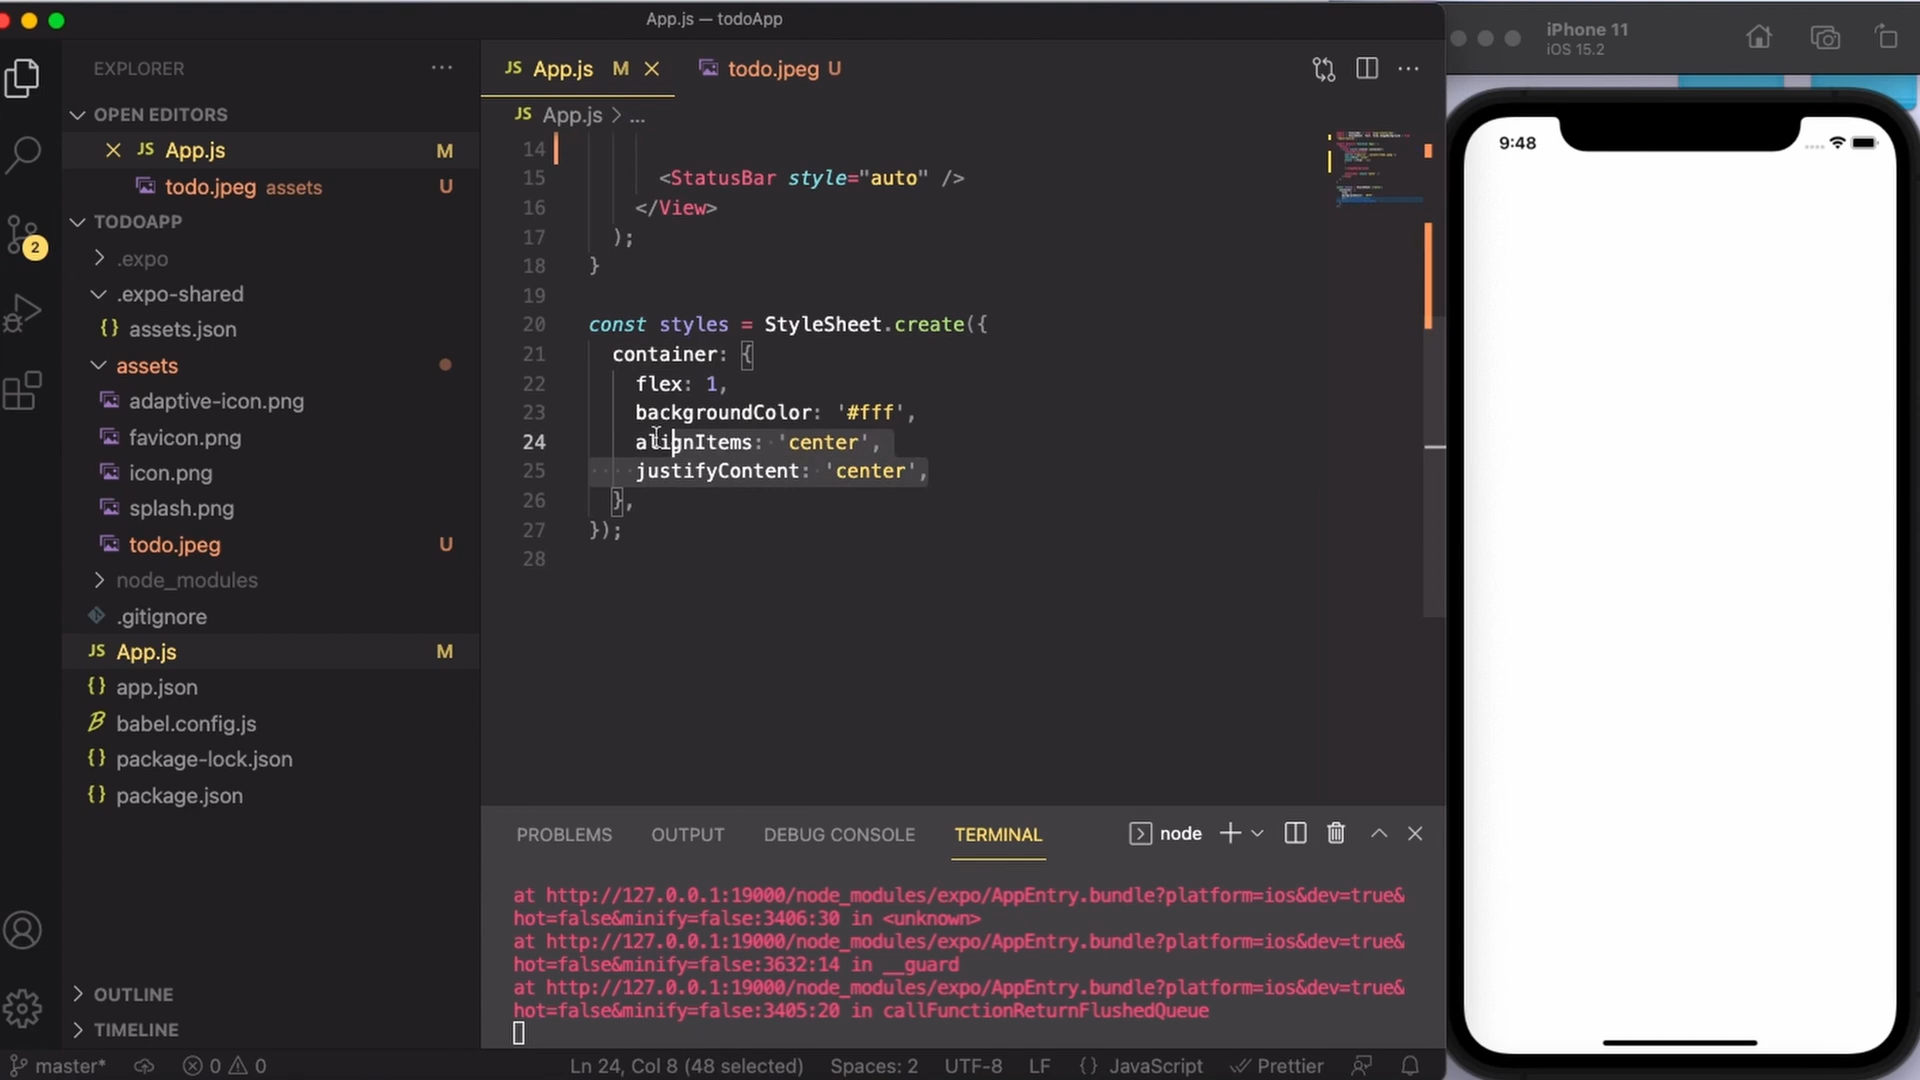 App.js — todoApp
iPhone 11
iOS 15.2
EXPLORER
OPEN EDITORS
JS App.js M
todo.jpeg assets U
TODOAPP
.expo
.expo-shared
{} assets.json
assets
adaptive-icon.png
favicon.png
icon.png
splash.png
todo.jpeg U
node_modules
.gitignore
JS App.js M
{} app.json
babel.config.js
{} package-lock.json
{} package.json
OUTLINE
TIMELINE
2
JS App.js M
todo.jpeg U
JS App.js > ...
14
15 <StatusBar style="auto" />
16 </View>
17 );
18 }
19
20 const styles = StyleSheet.create({
21 container: {
22 flex: 1,
23 backgroundColor: '#fff',
24 alignItems: 'center',
25 justifyContent: 'center',
26 },
27 });
28
PROBLEMS OUTPUT DEBUG CONSOLE TERMINAL node
at http://127.0.0.1:19000/node_modules/expo/AppEntry.bundle?platform=ios&dev=true&
hot=false&minify=false:3406:30 in <unknown>
at http://127.0.0.1:19000/node_modules/expo/AppEntry.bundle?platform=ios&dev=true&
hot=false&minify=false:3632:14 in __guard
at http://127.0.0.1:19000/node_modules/expo/AppEntry.bundle?platform=ios&dev=true&
hot=false&minify=false:3405:20 in callFunctionReturnFlushedQueue
master* 0 0 Ln 24, Col 8 (48 selected) Spaces: 2 UTF-8 LF {} JavaScript Prettier
9:48